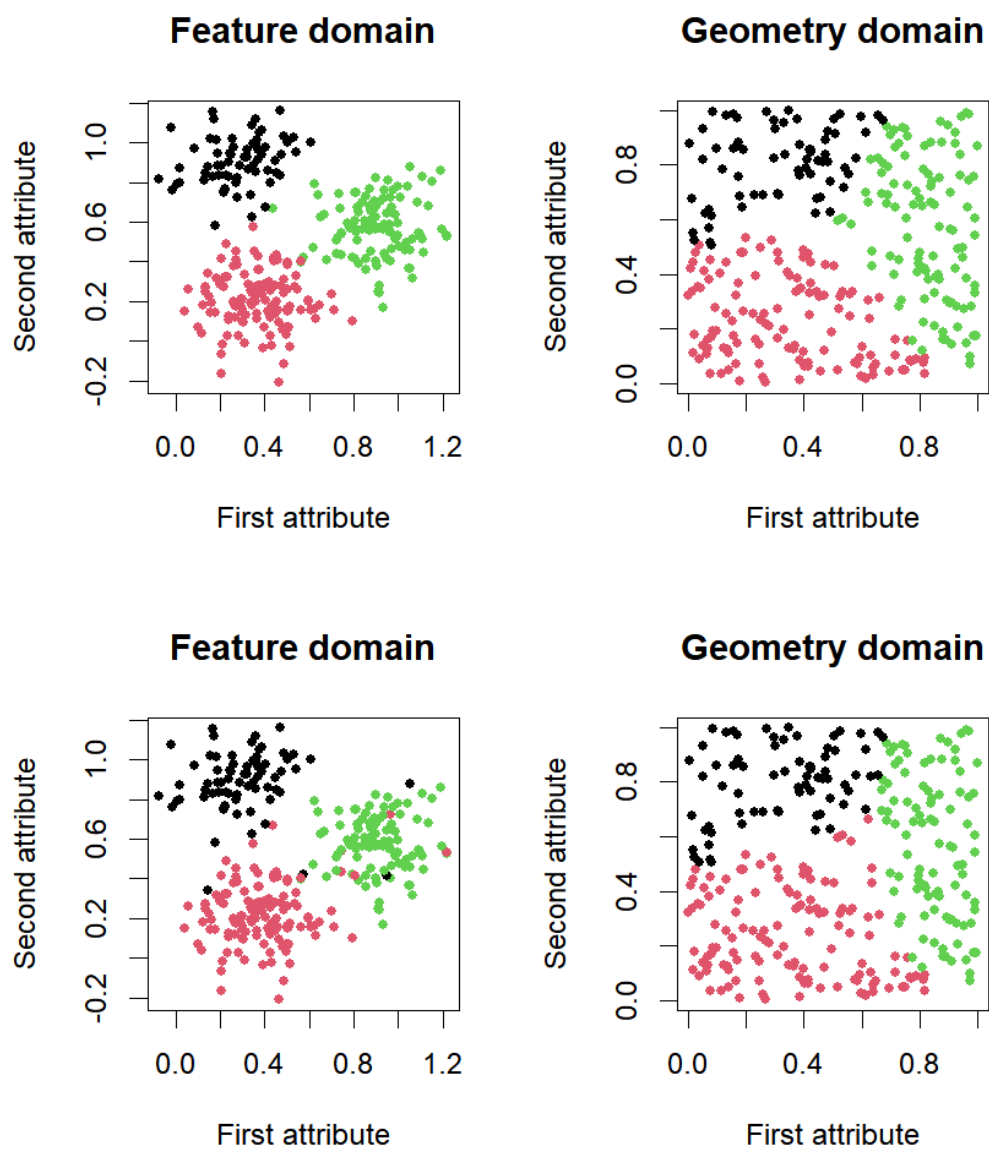 Feature domain
Geometry domain
Second attribute
-0.2 0.2 0.6 1.0
0.0 0.4 0.8 1.2
First attribute
Second attribute
0.0 0.4 0.8
0.0 0.4 0.8
First attribute
Feature domain
Geometry domain
Second attribute
-0.2 0.2 0.6 1.0
0.0 0.4 0.8 1.2
First attribute
Second attribute
0.0 0.4 0.8
0.0 0.4 0.8
First attribute